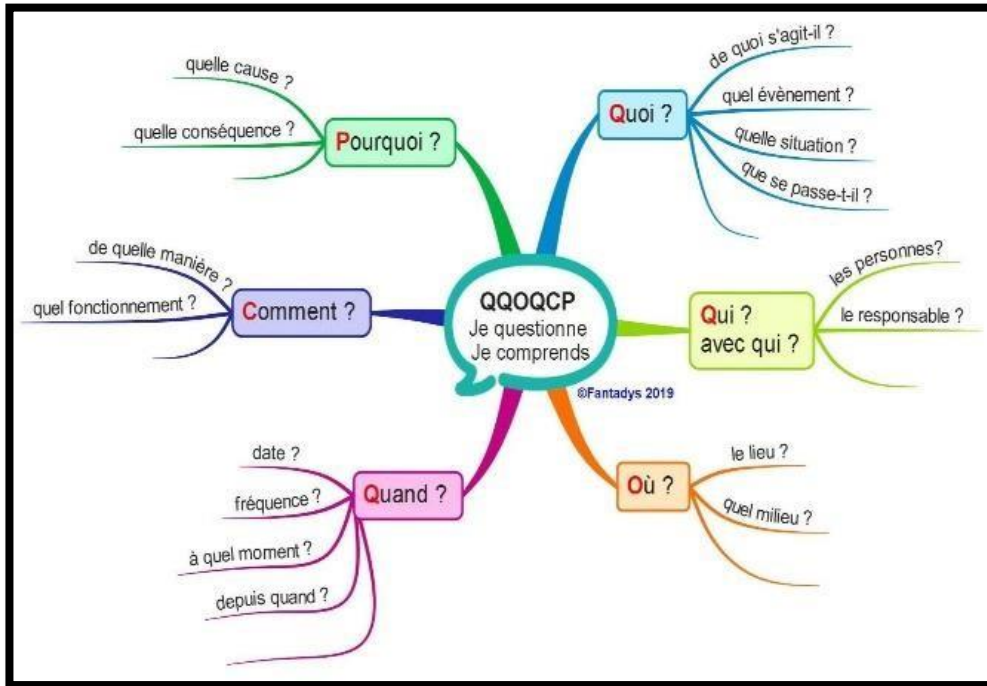 QQOQCP
Je questionne
Je comprends
©Fantadys 2019
Quoi ?
de quoi s'agit-il ?
quel évènement ?
quelle situation ?
que se passe-t-il ?
Qui ?
avec qui ?
les personnes?
le responsable ?
Où ?
le lieu ?
quel milieu ?
Quand ?
date ?
fréquence ?
à quel moment ?
depuis quand ?
Comment ?
de quelle manière ?
quel fonctionnement ?
Pourquoi ?
quelle cause ?
quelle conséquence ?